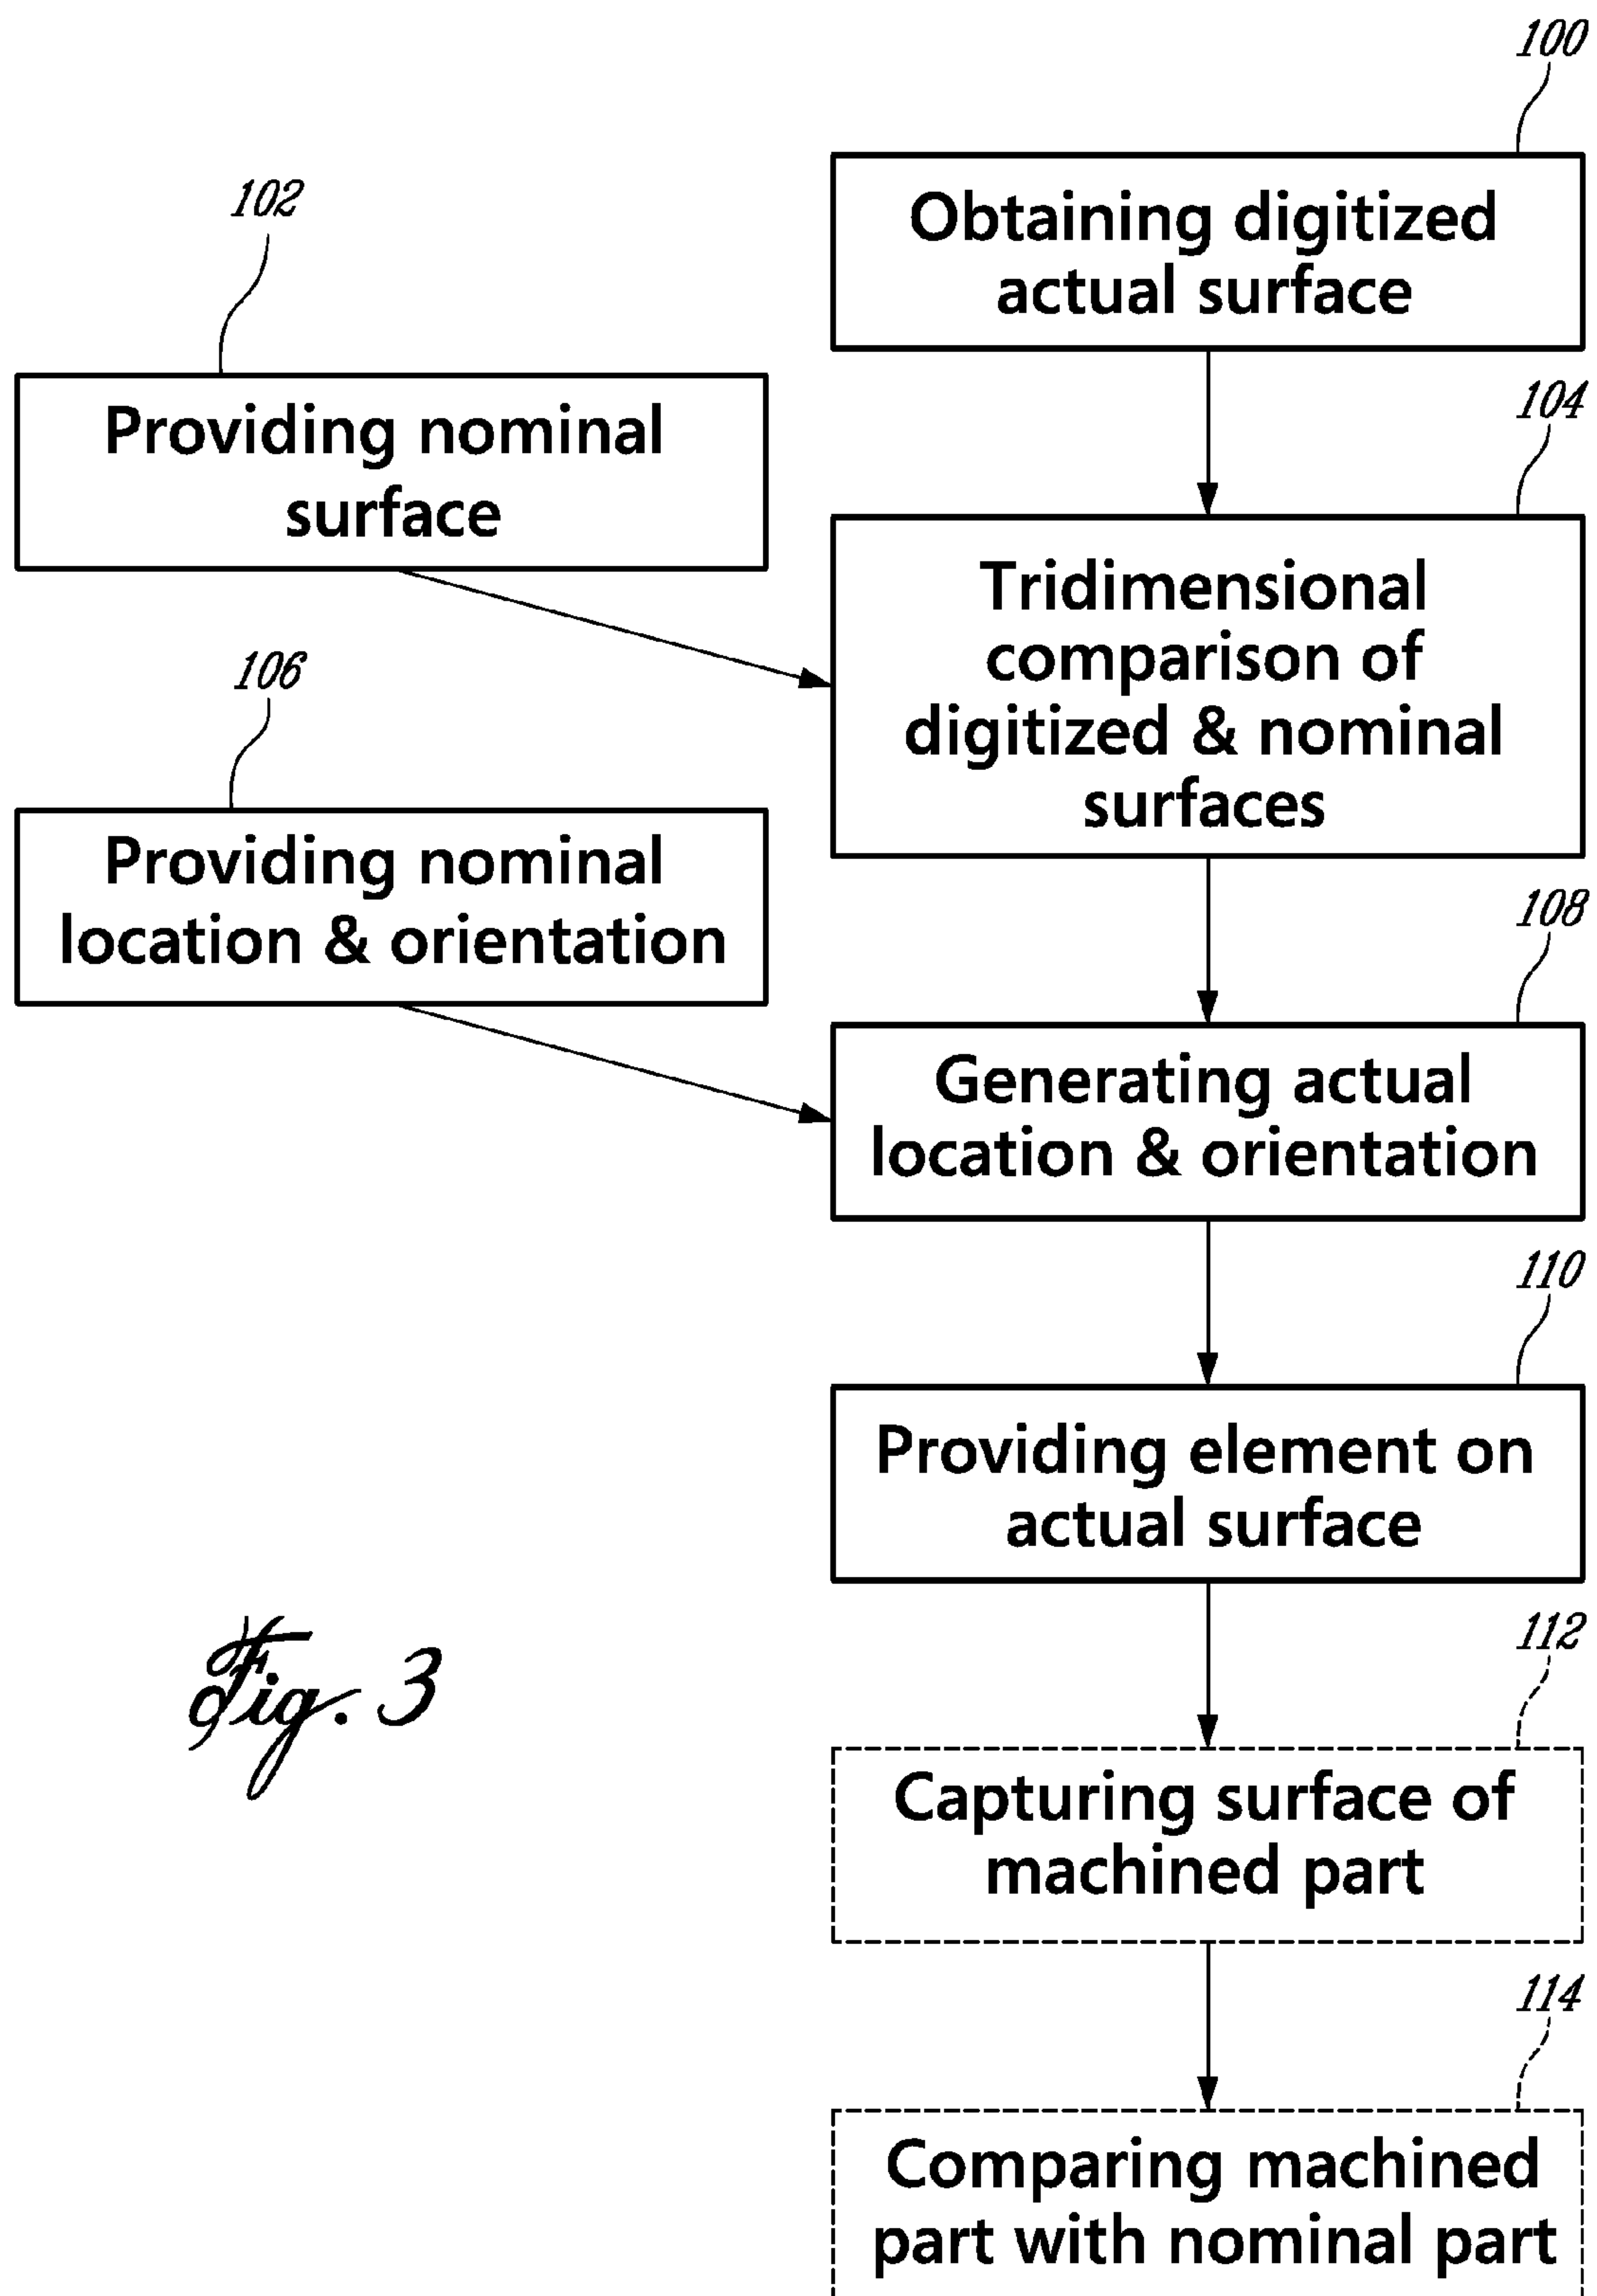 100
Obtaining digitized
actual surface
102
Providing nominal
surface
104
Tridimensional
comparison of
digitized & nominal
surfaces
106
Providing nominal
location & orientation
108
Generating actual
location & orientation
110
Providing element on
actual surface
112
Capturing surface of
machined part
114
Comparing machined
part with nominal part
Fig. 3